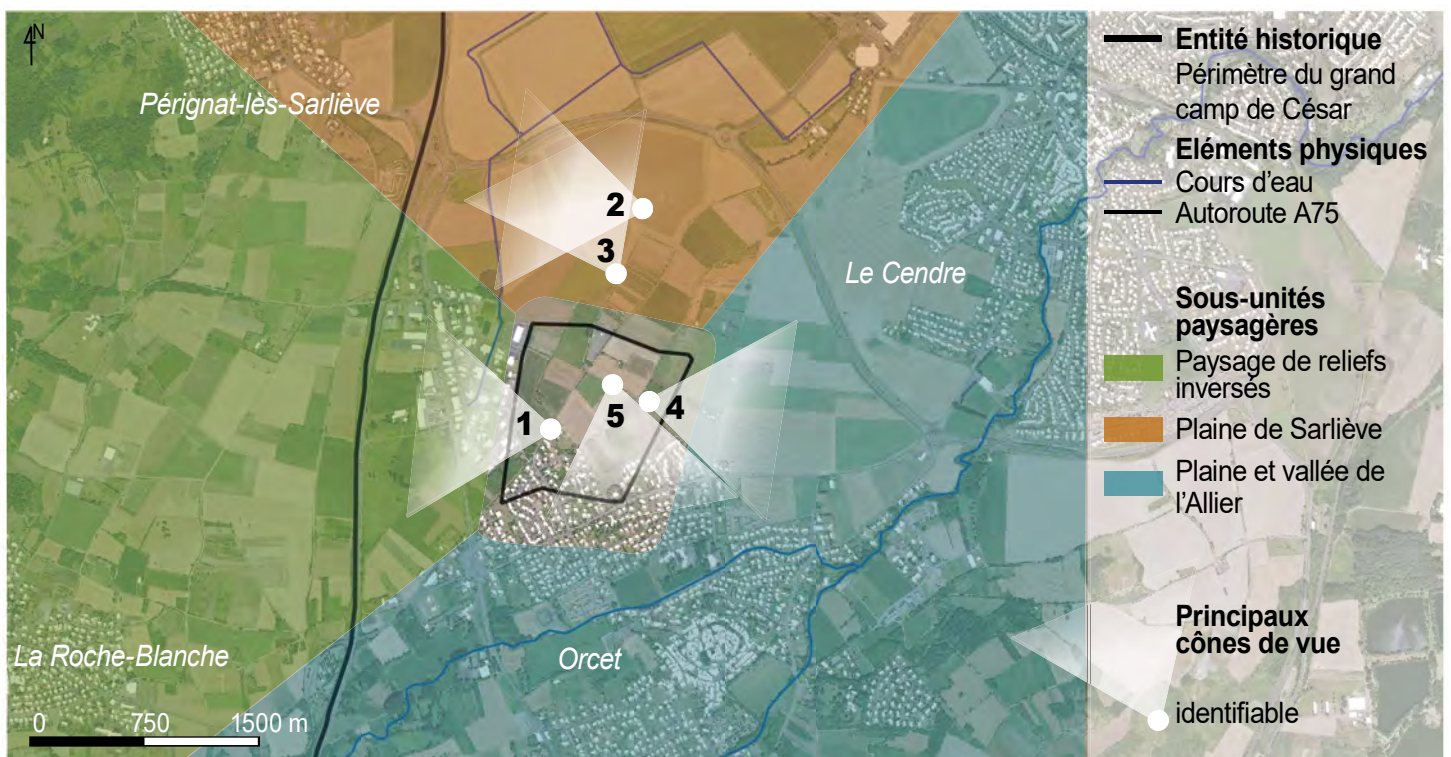 N
Pérignat-lès-Sarliève
2
3
Le Cendre
1
5
4
La Roche-Blanche
Orcet
0 750 1500 m
Entité historique
Périmètre du grand
camp de César
Eléments physiques
Cours d'eau
Autoroute A75
Sous-unités
paysagères
Paysage de reliefs
inversés
Plaine de Sarliève
Plaine et vallée de
l'Allier
Principaux
cônes de vue
identifiable